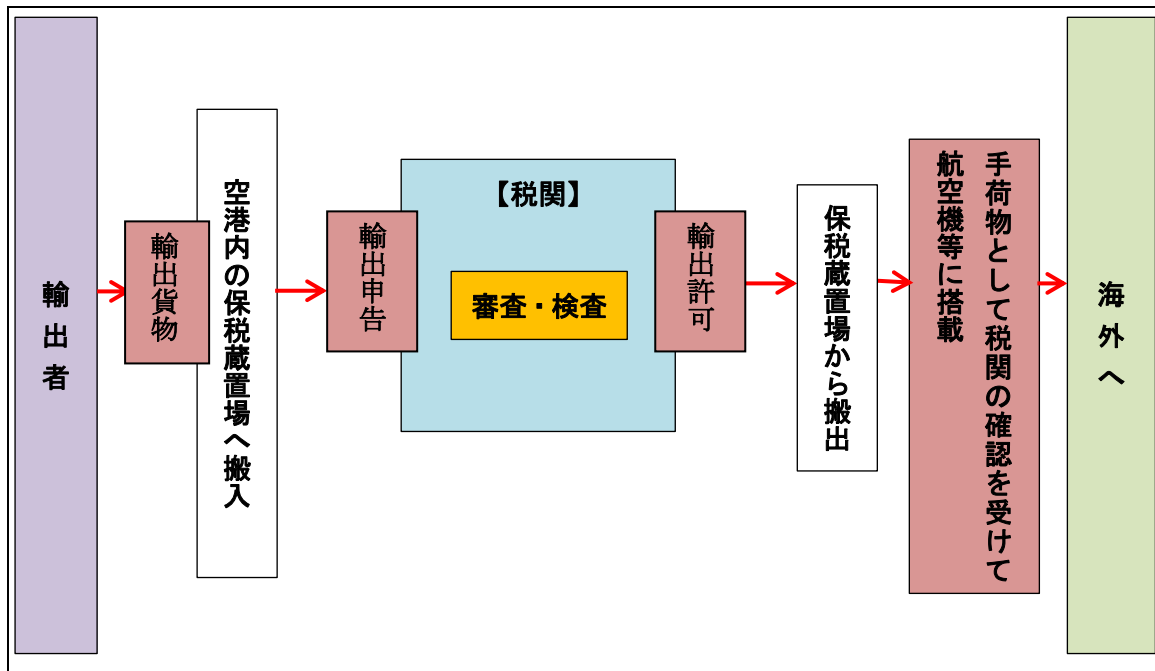 輸出者
輸出貨物
空港内の保税蔵置場へ搬入
輸出申告
【税関】
審査・検査
輸出許可
保税蔵置場から搬出
手荷物として税関の確認を受けて
航空機等に搭載
海外へ